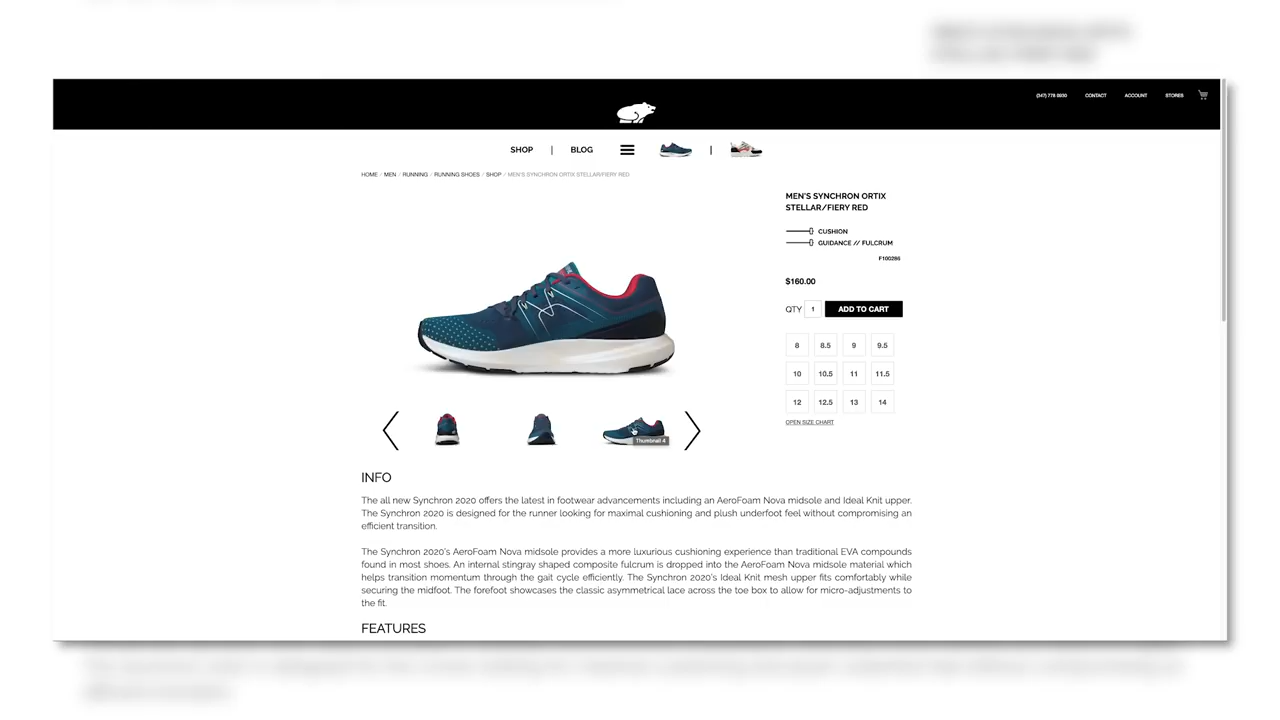 (347) 778 0930 CONTACT ACCOUNT STORES
SHOP | BLOG |
HOME / MEN / RUNNING / RUNNING SHOES / SHOP / MEN'S SYNCHRON ORTIX STELLAR/FIERY RED
MEN'S SYNCHRON ORTIX
STELLAR/FIERY RED
CUSHION
GUIDANCE // FULCRUM
F100286
$160.00
QTY 1 ADD TO CART
8 8.5 9 9.5
10 10.5 11 11.5
12 12.5 13 14
OPEN SIZE CHART
Thumbnail 4
INFO
The all new Synchron 2020 offers the latest in footwear advancements including an AeroFoam Nova midsole and Ideal Knit upper.
The Synchron 2020 is designed for the runner looking for maximal cushioning and plush underfoot feel without compromising an
efficient transition.
The Synchron 2020's AeroFoam Nova midsole provides a more luxurious cushioning experience than traditional EVA compounds
found in most shoes. An internal stingray shaped composite fulcrum is dropped into the AeroFoam Nova midsole material which
helps transition momentum through the gait cycle efficiently. The Synchron 2020's Ideal Knit mesh upper fits comfortably while
securing the midfoot. The forefoot showcases the classic asymmetrical lace across the toe box to allow for micro-adjustments to
the fit.
FEATURES